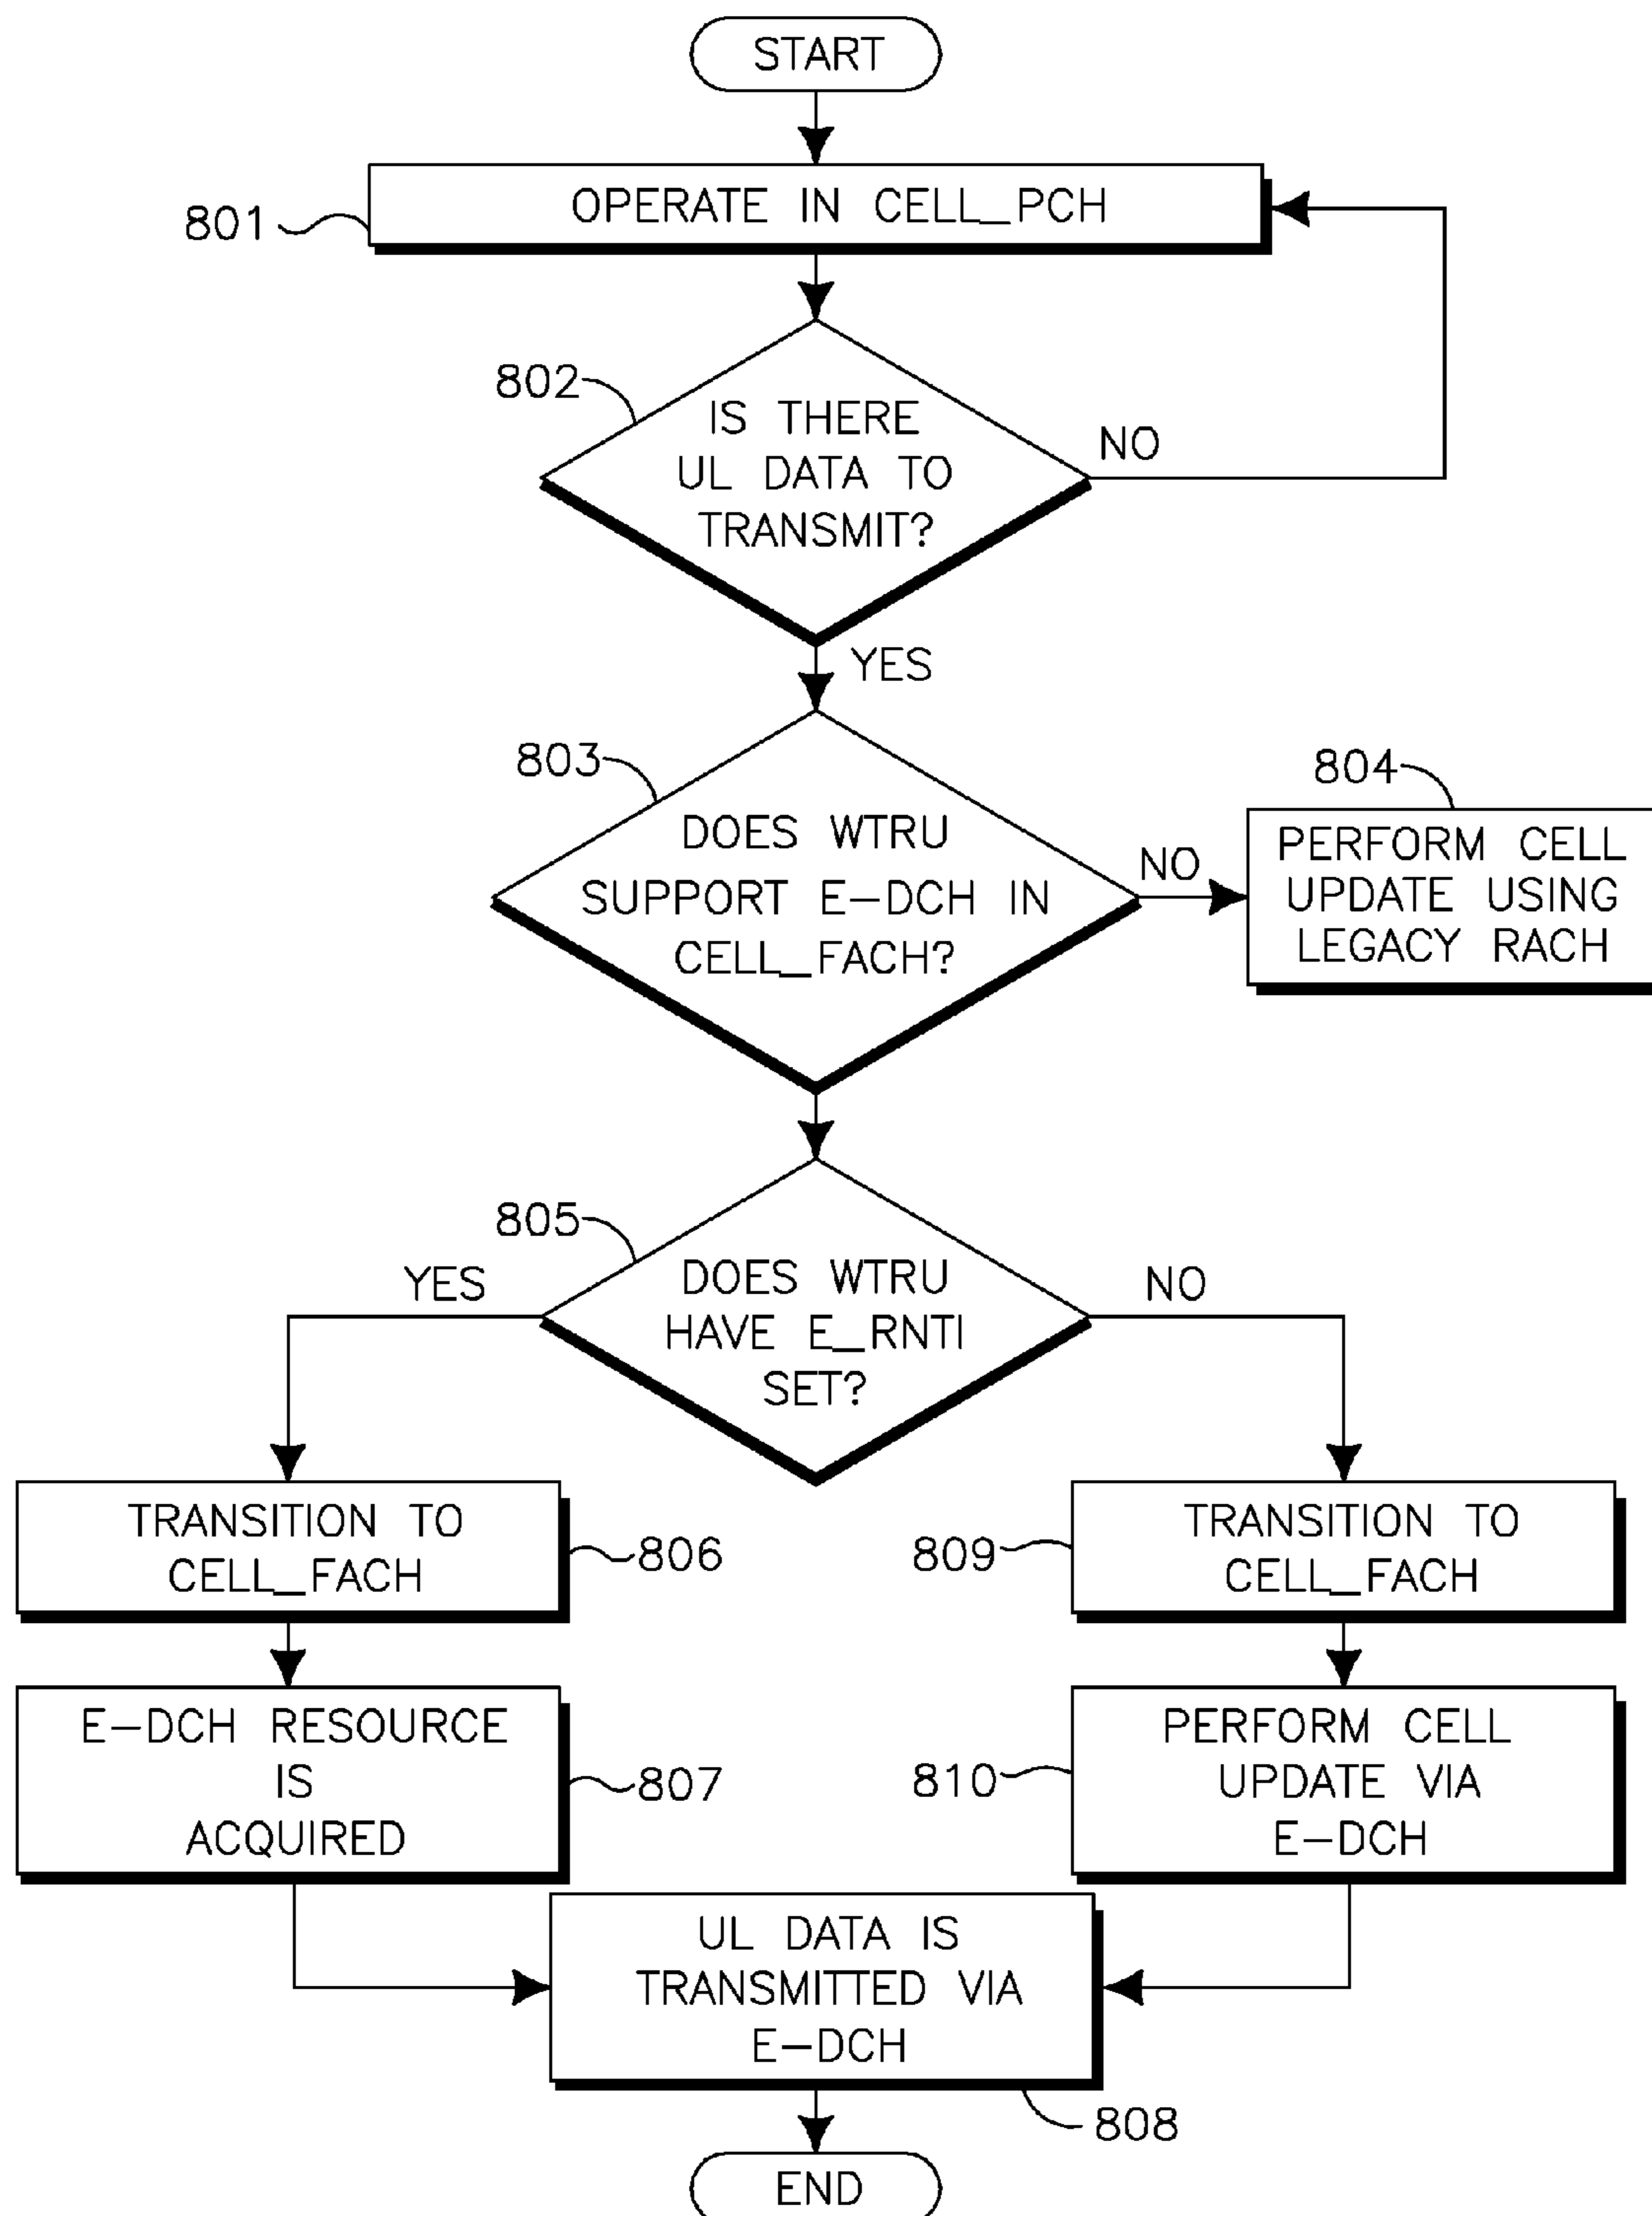 START
OPERATE IN CELL_PCH
801
802
IS THERE
UL DATA TO
TRANSMIT?
NO
YES
803
DOES WTRU
SUPPORT E-DCH IN
CELL_FACH?
NO
804
PERFORM CELL
UPDATE USING
LEGACY RACH
805
DOES WTRU
HAVE E_RNTI
SET?
YES
NO
TRANSITION TO
CELL_FACH
806
809
TRANSITION TO
CELL_FACH
E-DCH RESOURCE
IS
ACQUIRED
807
810
PERFORM CELL
UPDATE VIA
E-DCH
UL DATA IS
TRANSMITTED VIA
E-DCH
808
END